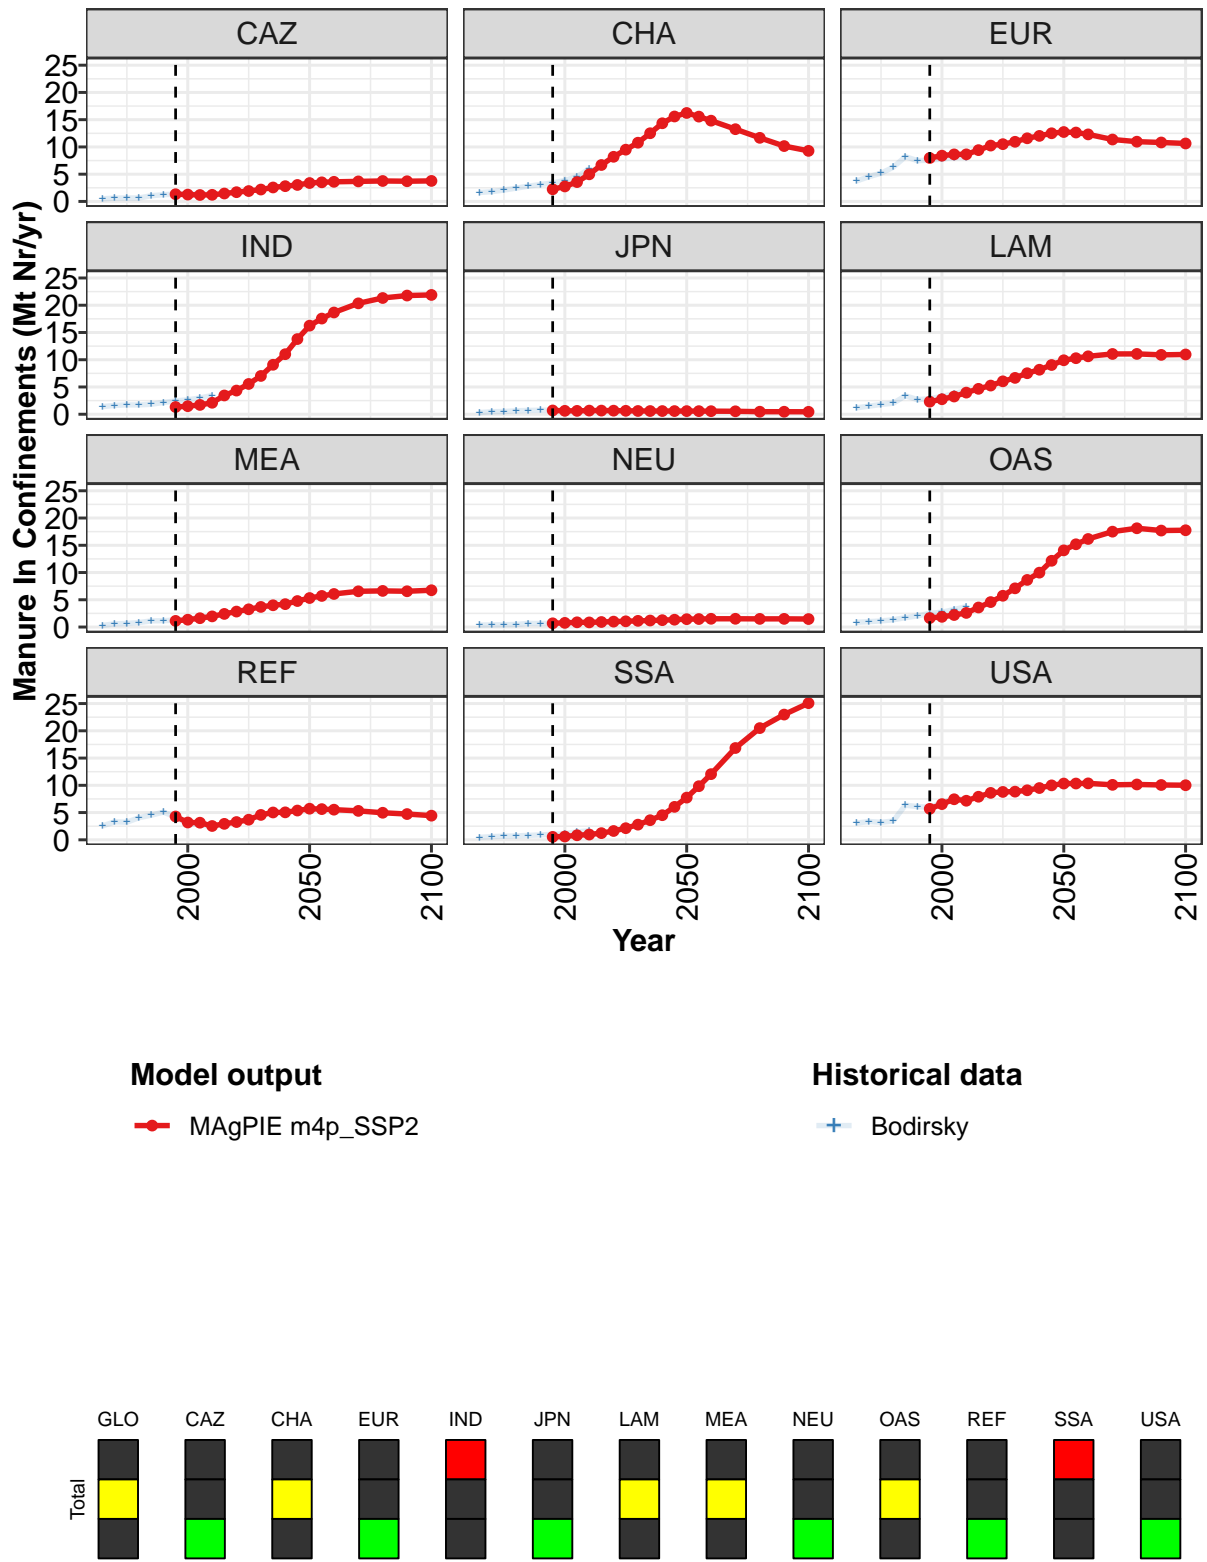 CAZ CHA EUR
25
20
15
10
5
0
IND JPN LAM
25
20
15
10
5
0
MEA NEU OAS
25
20
15
10
5
0
REF SSA USA
25
20
15
10
5
0
Manure In Confinements (Mt Nr/yr)
2000 2050 2100 2000 2050 2100 2000 2050 2100
Year
Model output
MAgPIE m4p_SSP2
Historical data
Bodirsky
GLO CAZ CHA EUR IND JPN LAM MEA NEU OAS REF SSA USA
Total